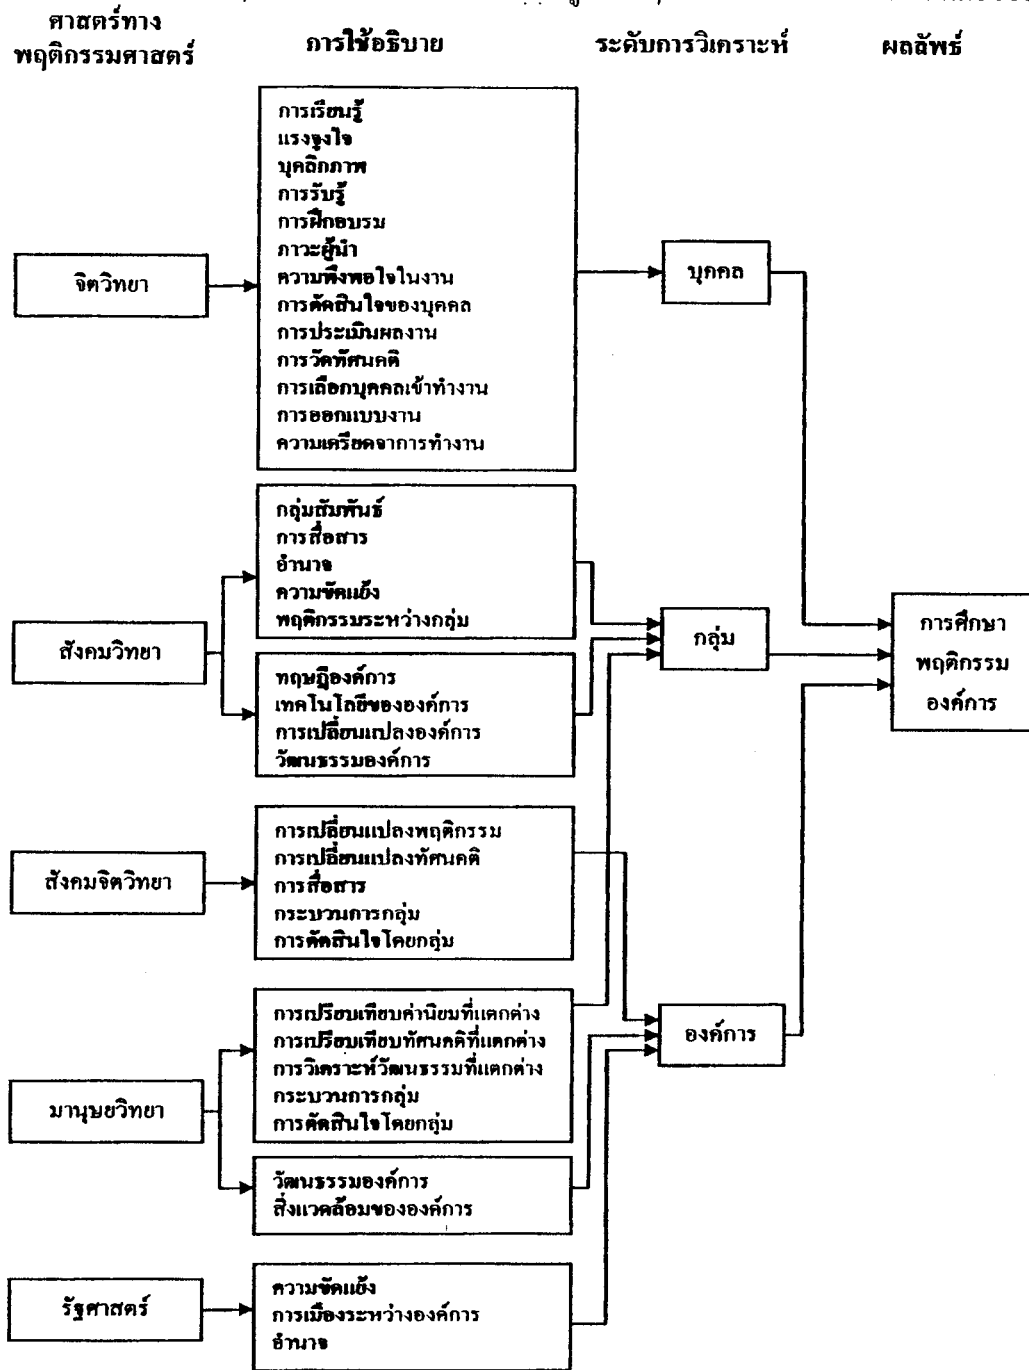 ศาสตร์ทาง
พฤติกรรมศาสตร์
การใช้อธิบาย
ระดับการวิเคราะห์
ผลลัพธ์
จิตวิทยา
การเรียนรู้
แรงจูงใจ
บุคลิกภาพ
การรับรู้
การฝึกอบรม
ภาวะผู้นำ
ความพึงพอใจในงาน
การตัดสินใจของบุคคล
การประเมินผลงาน
การวัดทัศนคติ
การเลือกบุคคลเข้าทำงาน
การออกแบบงาน
ความเครียดจาการทำงาน
บุคคล
สังคมวิทยา
กลุ่มสัมพันธ์
การสื่อสาร
อำนาจ
ความขัดแย้ง
พฤติกรรมระหว่างกลุ่ม
ทฤษฎีองค์การ
เทคโนโลยีขององค์การ
การเปลี่ยนแปลงองค์การ
วัฒนธรรมองค์การ
กลุ่ม
การศึกษา
พฤติกรรม
องค์การ
สังคมจิตวิทยา
การเปลี่ยนแปลงพฤติกรรม
การเปลี่ยนแปลงทัศนคติ
การสื่อสาร
กระบวนการกลุ่ม
การตัดสินใจโดยกลุ่ม
มานุษยวิทยา
การเปรียบเทียบค่านิยมที่แตกต่าง
การเปรียบเทียบทัศนคติที่แตกต่าง
การวิเคราะห์วัฒนธรรมที่แตกต่าง
กระบวนการกลุ่ม
การตัดสินใจโดยกลุ่ม
วัฒนธรรมองค์การ
สิ่งแวดล้อมขององค์การ
องค์การ
รัฐศาสตร์
ความขัดแย้ง
การเมืองระหว่างองค์การ
อำนาจ